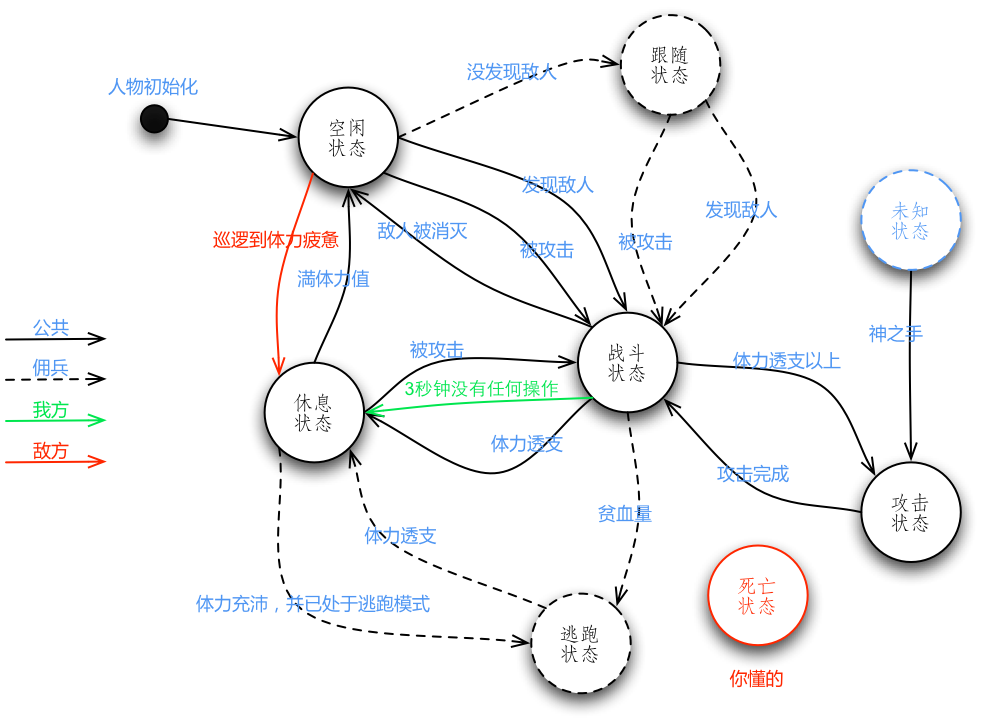 跟随
状态
没发现敌人
人物初始化
空闲
状态
发现敌人
未知
状态
发现敌人
敌人被消灭
巡逻到体力疲惫
被攻击
被攻击
满体力值
公共
神之手
被攻击
战斗
状态
体力透支以上
佣兵
3秒钟没有任何操作
我方
休息
状态
敌方
体力透支
攻击完成
贫血量
攻击
状态
体力透支
死亡
状态
体力充沛，并已处于逃跑模式
逃跑
状态
你懂的